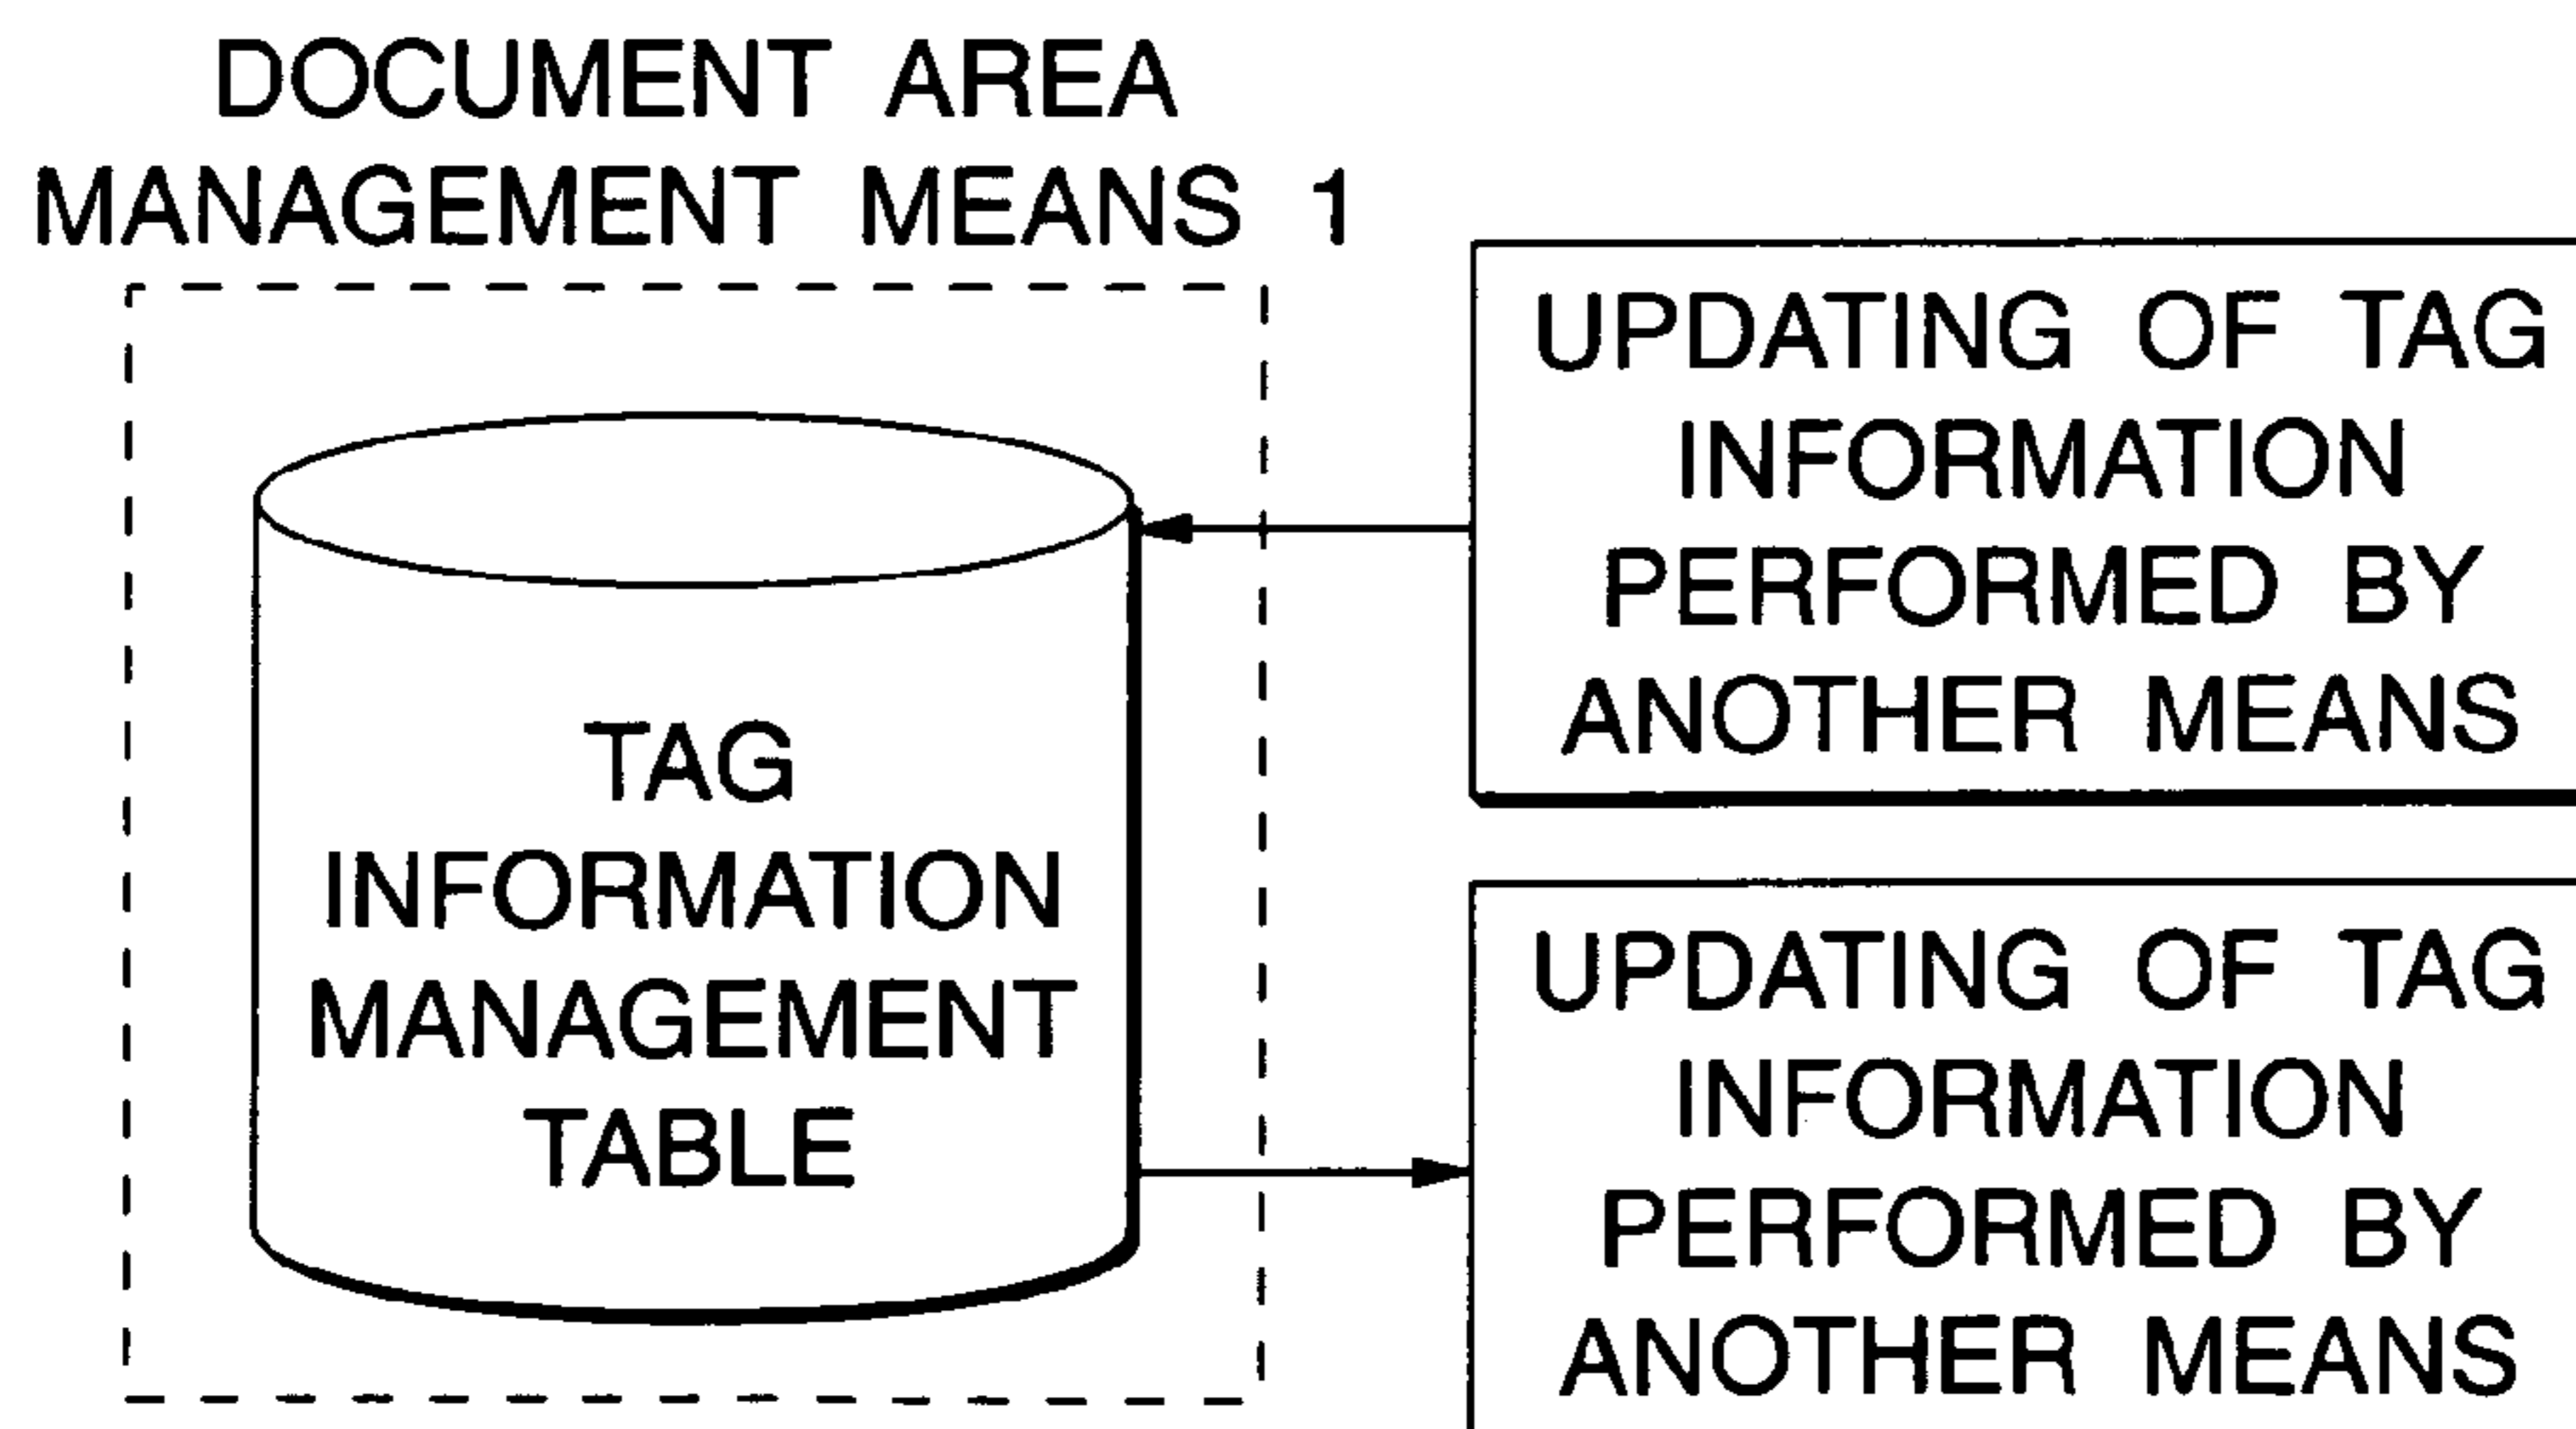 DOCUMENT AREA
MANAGEMENT MEANS 1
TAG
INFORMATION
MANAGEMENT
TABLE
UPDATING OF TAG
INFORMATION
PERFORMED BY
ANOTHER MEANS
UPDATING OF TAG
INFORMATION
PERFORMED BY
ANOTHER MEANS